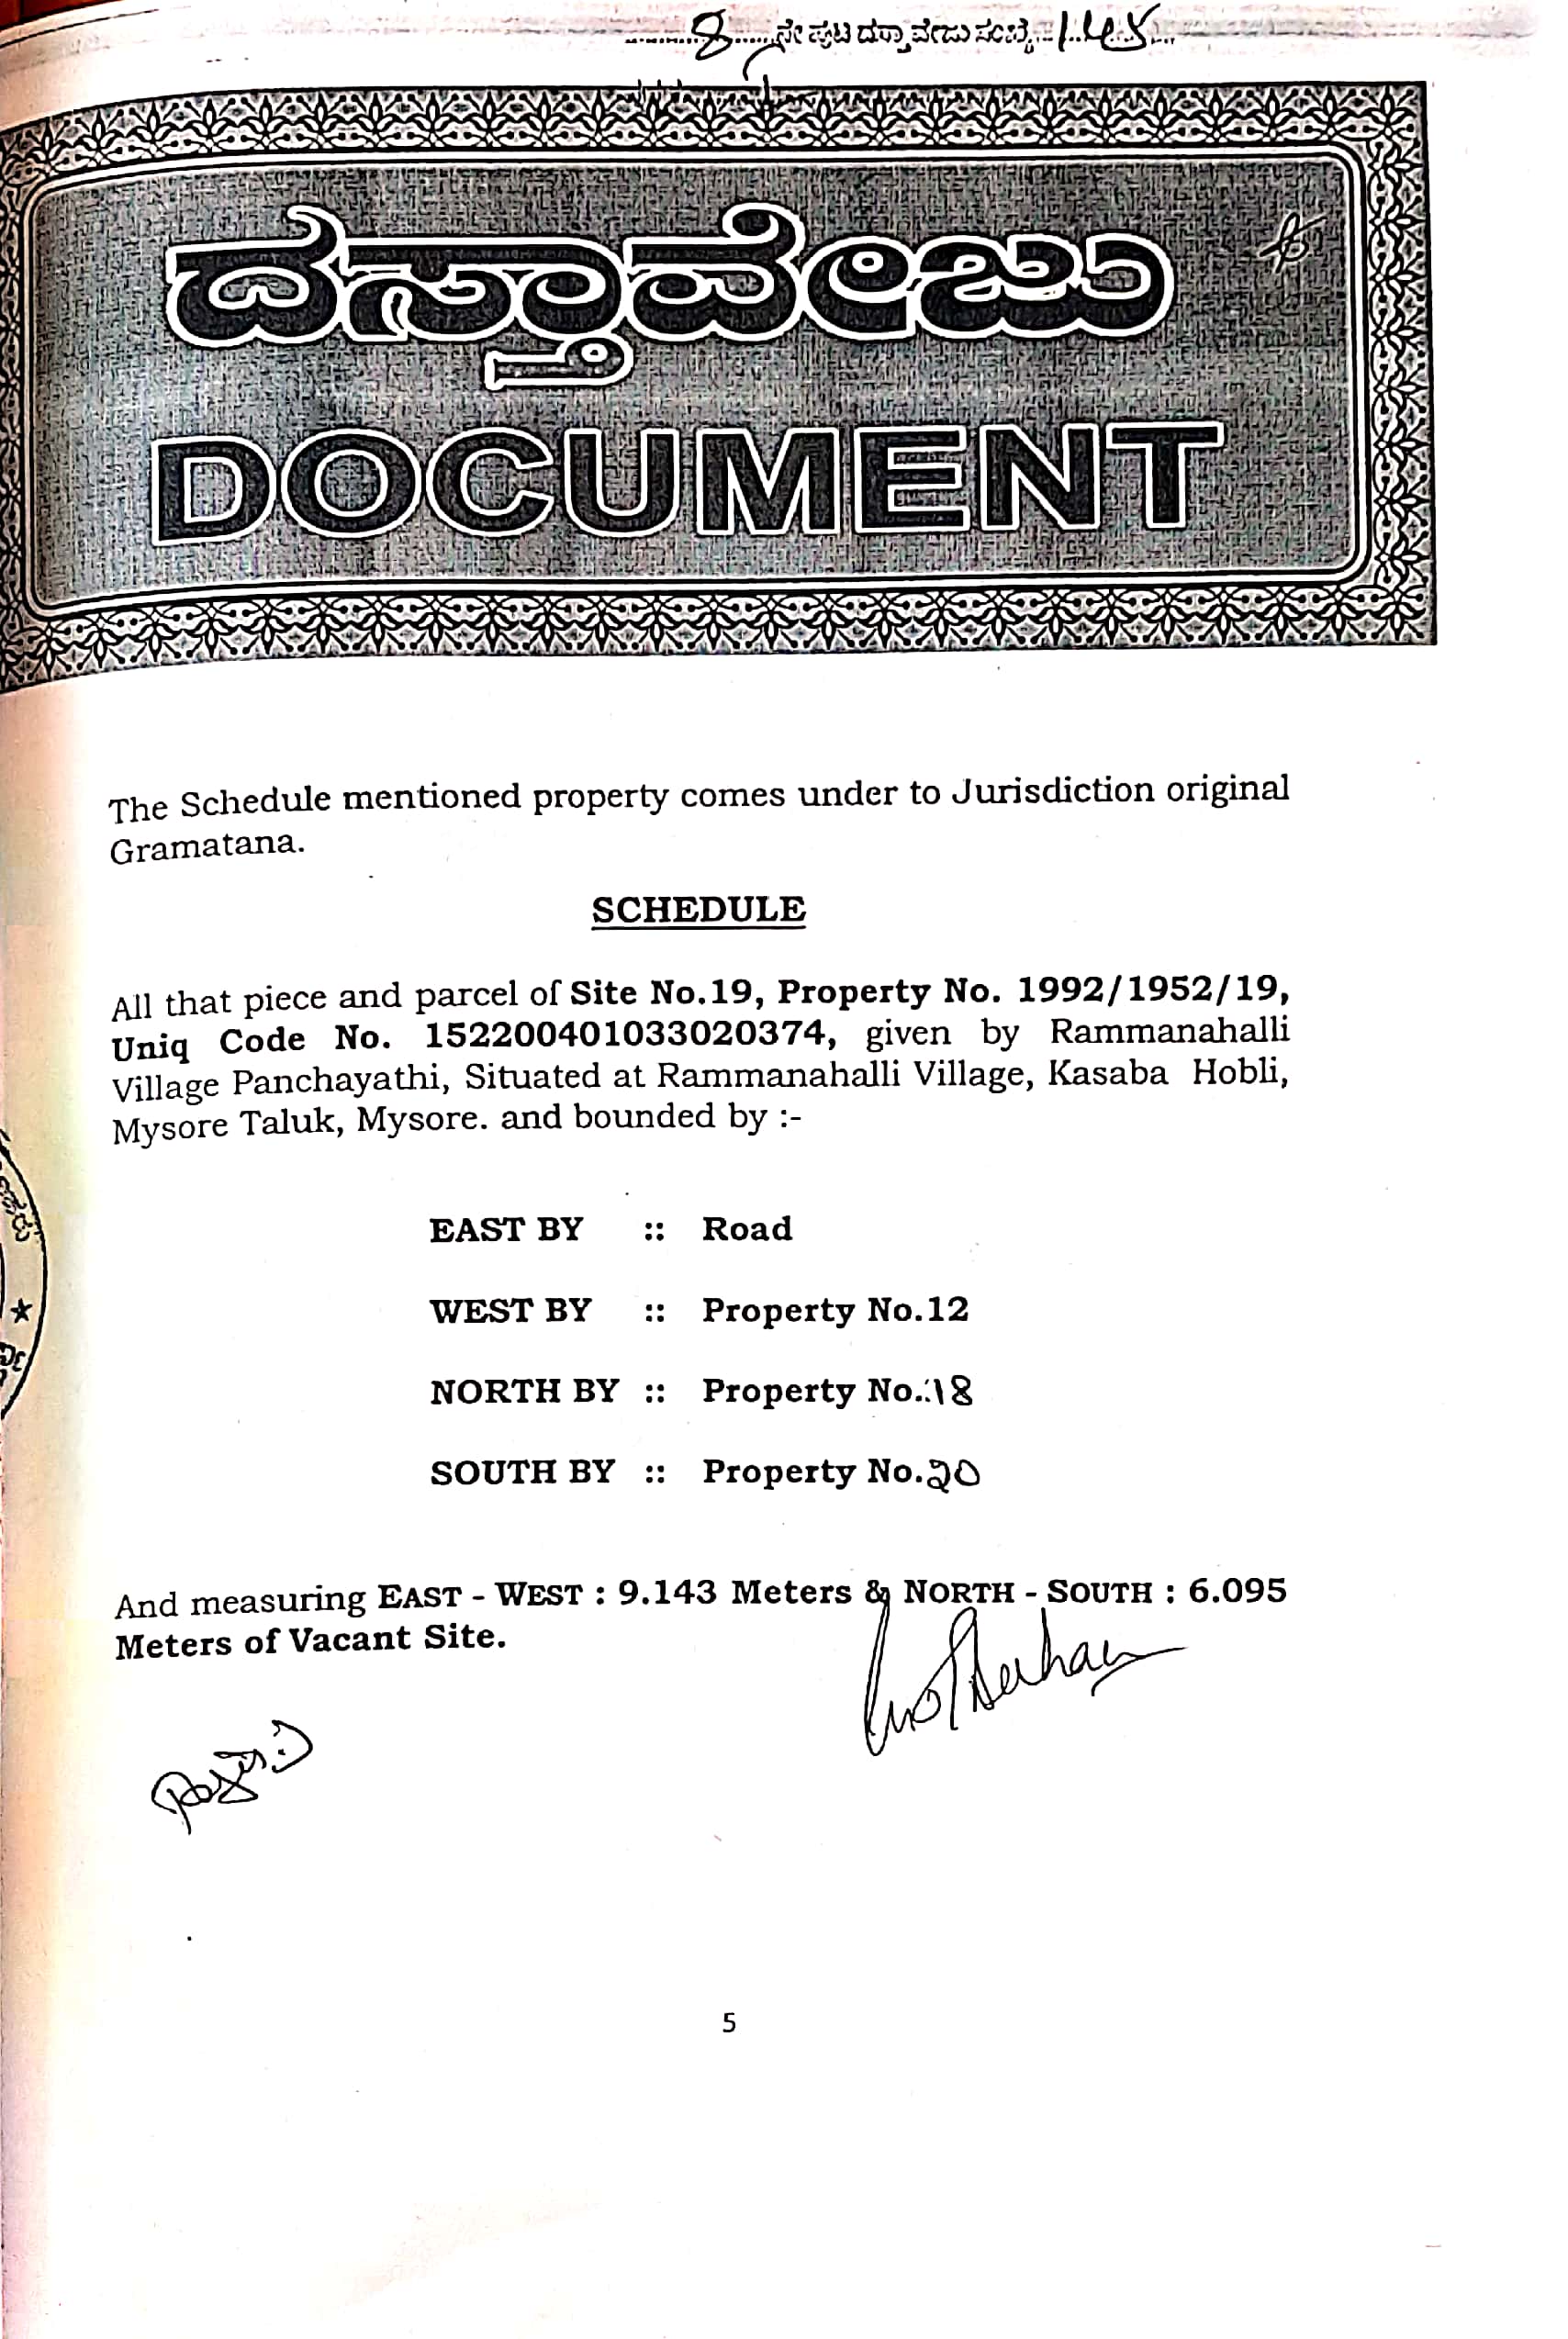 8 ನೇ ಪುಟ ದಸ್ತಾವೇಜು ಸಂಖ್ಯೆ
ದಸ್ತಾವೇಜು
DOCUMENT
The Schedule mentioned property comes under to Jurisdiction original
Gramatana.
SCHEDULE
All that piece and parcel of Site No.19, Property No. 1992/1952/19,
Uniq Code No. 152200401033020374, given by Rammanahalli
Village Panchayathi, Situated at Rammanahalli Village, Kasaba Hobli,
Mysore Taluk, Mysore. and bounded by :-
EAST BY :: Road
WEST BY :: Property No.12
NORTH BY :: Property No.18
SOUTH BY :: Property No.20
And measuring EAST - WEST : 9.143 Meters & NORTH - SOUTH : 6.095
Meters of Vacant Site.
5